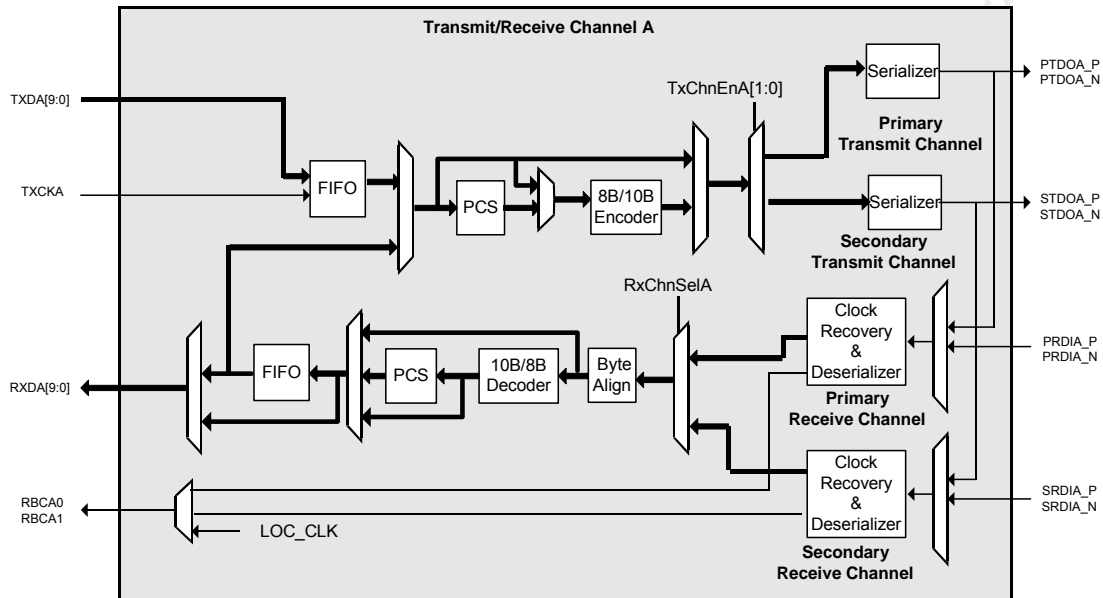 Transmit/Receive Channel A
Serializer
PTDOA_P
PTDOA_N
TXDA[9:0]
TxChnEnA[1:0]
Primary
Transmit Channel
TXCKA
FIFO
PCS
8B/10B
Encoder
Serializer
STDOA_P
STDOA_N
Secondary
Transmit Channel
RxChnSelA
Clock
Recovery
&
Deserializer
PRDIA_P
PRDIA_N
RXDA[9:0]
FIFO
PCS
10B/8B
Decoder
Byte
Align
Primary
Receive Channel
Clock
Recovery
&
Deserializer
SRDIA_P
SRDIA_N
RBCA0
RBCA1
LOC_CLK
Secondary
Receive Channel